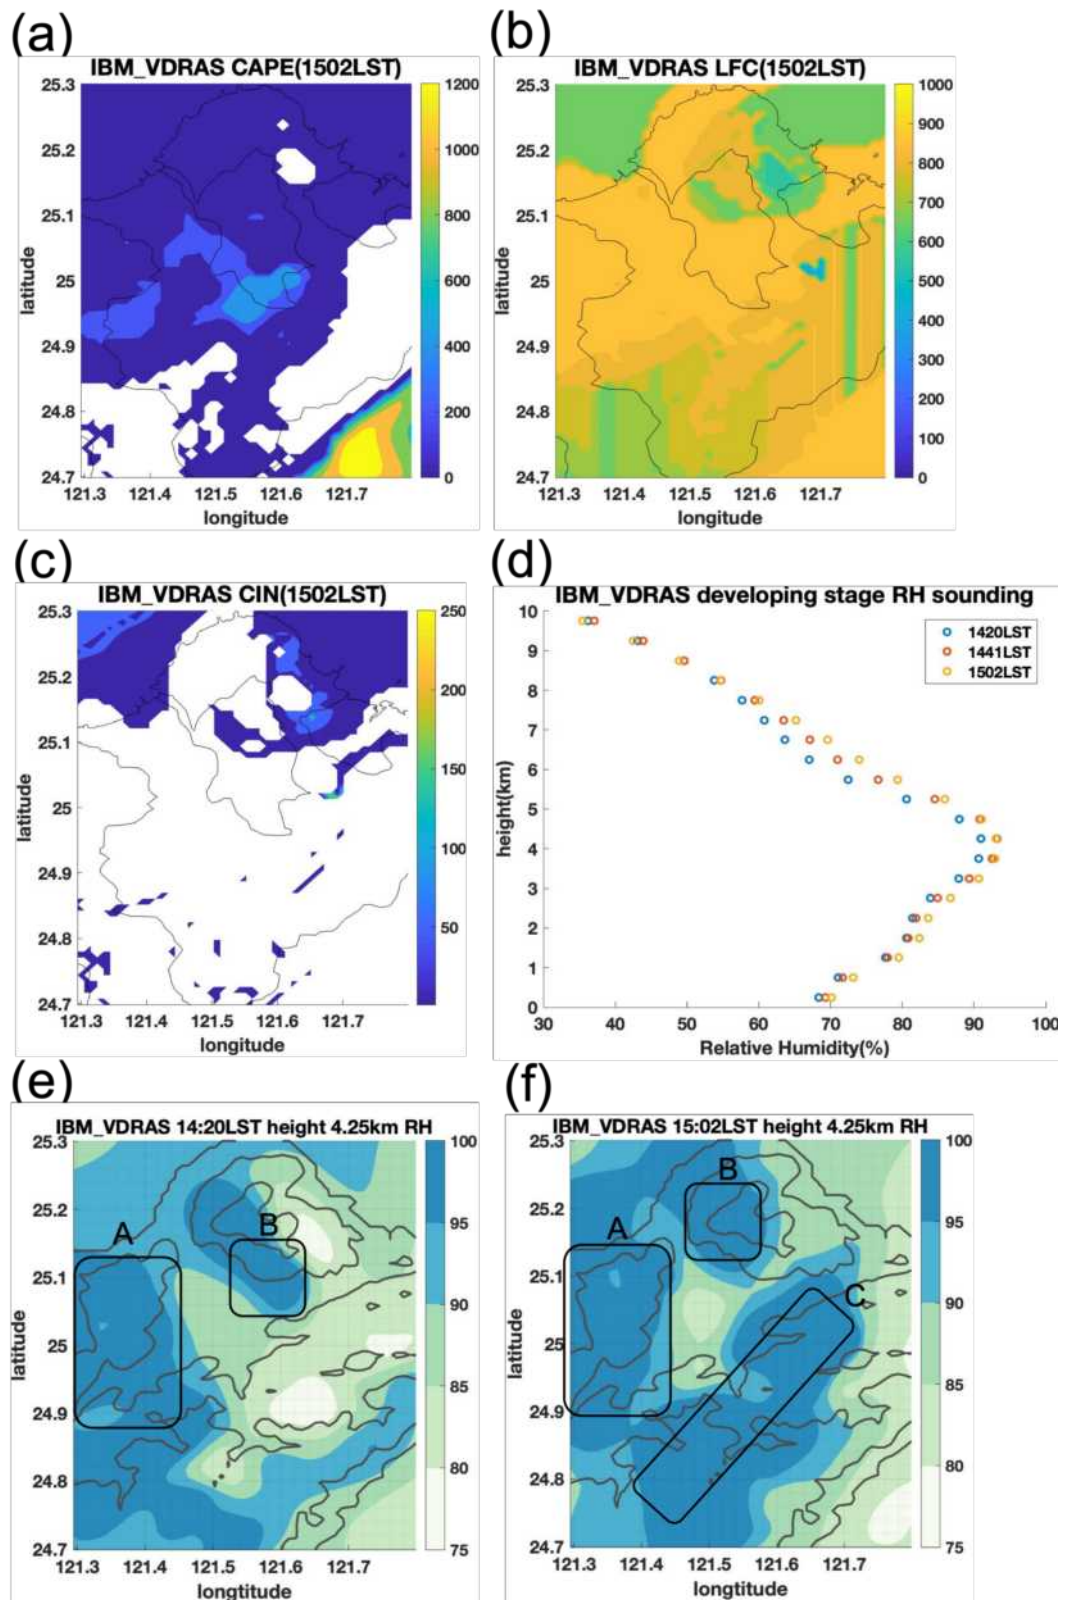 (a)
IBM_VDRAS CAPE(1502LST)
25.3
25.2
25.1
25
24.9
24.8
24.7
latitude
121.3 121.4 121.5 121.6 121.7
longitude
1200
1000
800
600
400
200
0
(b)
IBM_VDRAS LFC(1502LST)
25.3
25.2
25.1
25
24.9
24.8
24.7
latitude
121.3 121.4 121.5 121.6 121.7
longitude
1000
900
800
700
600
500
400
300
200
100
0
(c)
IBM_VDRAS CIN(1502LST)
25.3
25.2
25.1
25
24.9
24.8
24.7
latitude
121.3 121.4 121.5 121.6 121.7
longitude
250
200
150
100
50
(d)
IBM_VDRAS developing stage RH sounding
10
9
8
7
6
5
4
3
2
1
0
height(km)
30 40 50 60 70 80 90 100
Relative Humidity(%)
1420LST
1441LST
1502LST
(e)
IBM_VDRAS 14:20LST height 4.25km RH
25.3
25.2
25.1
25
24.9
24.8
24.7
latitude
A
B
121.3 121.4 121.5 121.6 121.7
longtitude
100
95
90
85
80
75
(f)
IBM_VDRAS 15:02LST height 4.25km RH
25.3
25.2
25.1
25
24.9
24.8
24.7
latitude
A
B
C
121.3 121.4 121.5 121.6 121.7
longtitude
100
95
90
85
80
75